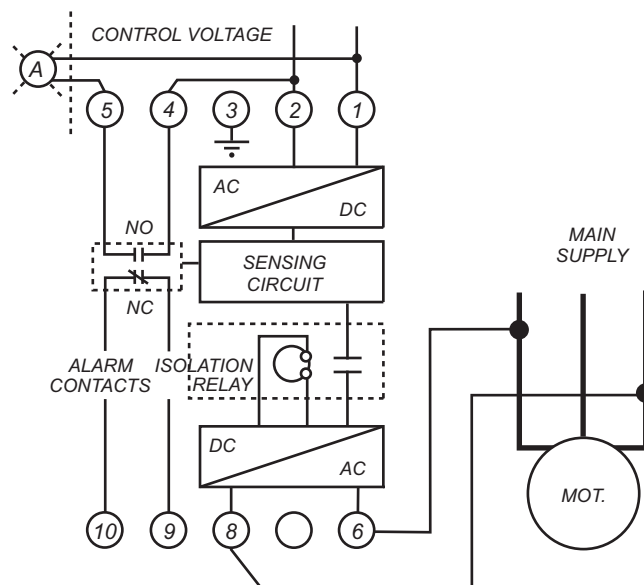 CONTROL VOLTAGE
A
5
4
3
2
1
AC
DC
NO
SENSING
CIRCUIT
NC
MAIN
SUPPLY
ALARM
CONTACTS
ISOLATION
RELAY
DC
AC
MOT.
10
9
8
6